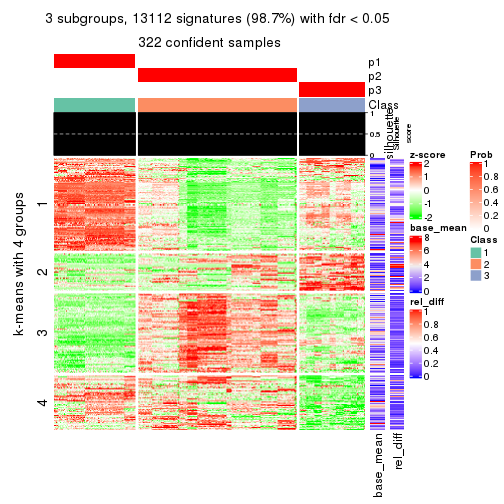 3 subgroups, 13112 signatures (98.7%) with fdr < 0.05
322 confident samples
p1
p2
p3
Class
1
0.5
0
silhouette
Silhouette
score
k-means with 4 groups
1
2
3
4
z-score
2
1
0
-1
-2
base_mean
8
6
4
2
0
rel_diff
1
0.8
0.6
0.4
0.2
0
Prob
1
0.8
0.6
0.4
0.2
0
Class
1
2
3
base_mean
rel_diff